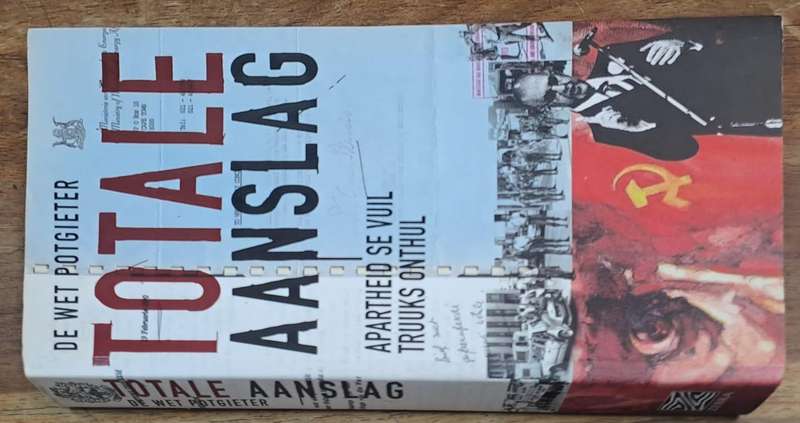 DE WET POTGIETER
TOTALE
AANSLAG
APARTHEID SE VUIL
TRUUKS ONTHUL
TOTALE AANSLAG
DE WET POTGIETER